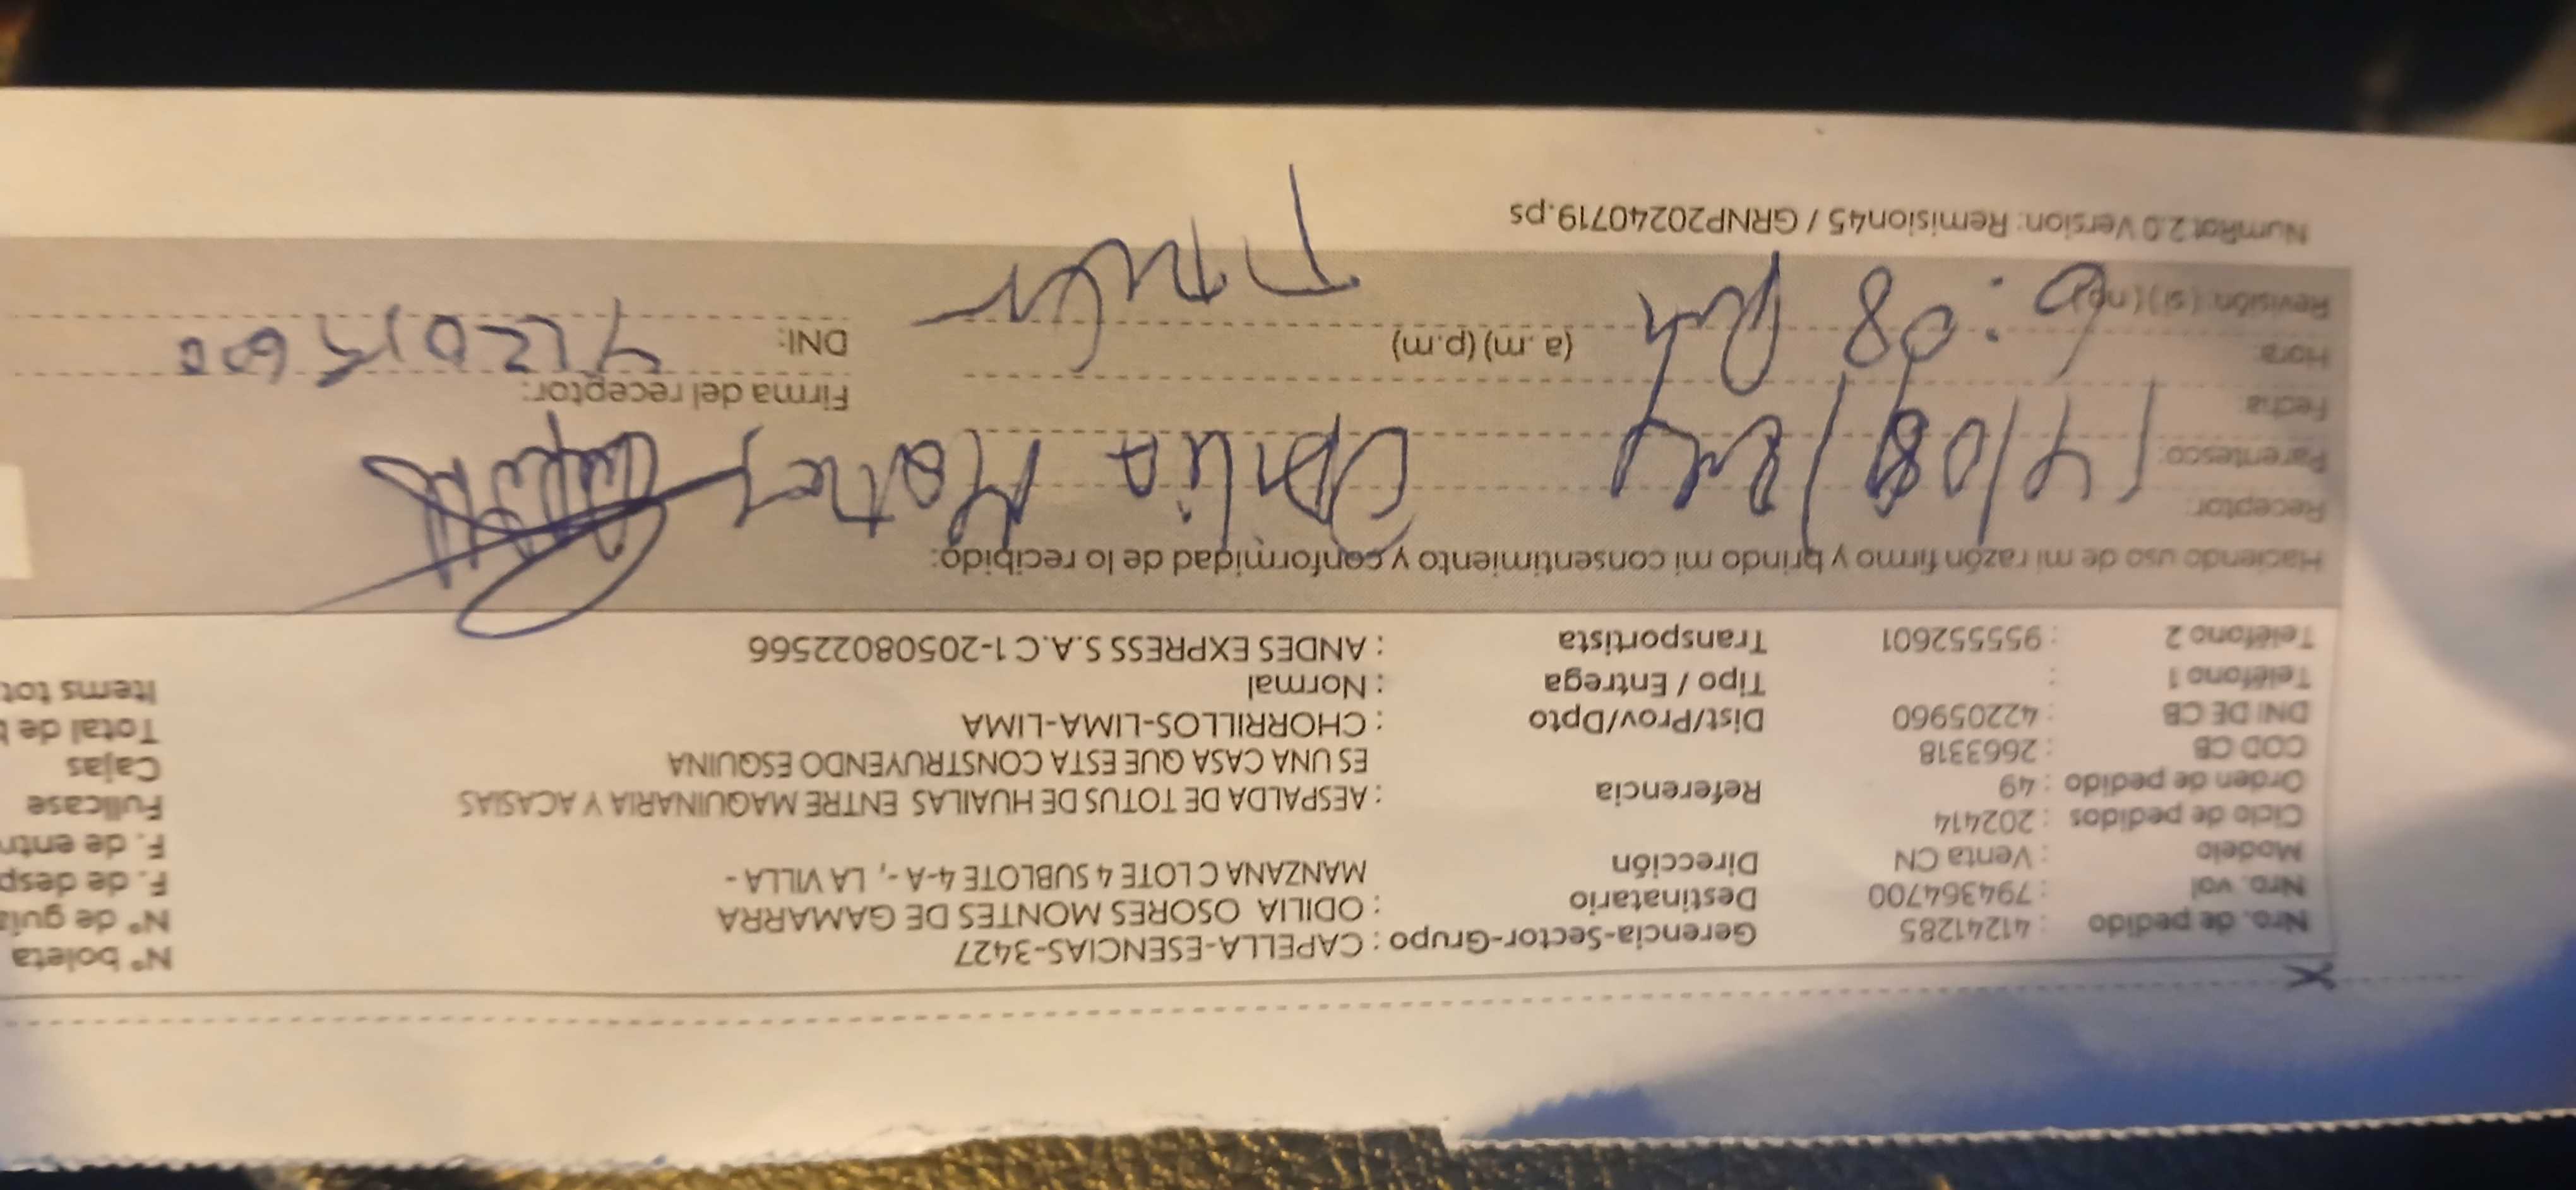 Nro. de pedido : 41241285 Gerencia-Sector-Grupo : CAPELLA-ESENCIAS-3427 N° boleta
Nro. vol : 794364700 Destinatario : ODILIA OSORES MONTES DE GAMARRA N° de guía
Modelo : Venta CN Dirección MANZANA C LOTE 4 SUBLOTE 4-A -, LA VILLA - F. de desp
Ciclo de pedidos : 202414 F. de entr
Orden de pedido : 49 Referencia : AESPALDA DE TOTUS DE HUAILAS ENTRE MAQUINARIA Y ACASIAS Fullcase
COD CB : 2663318 ES UNA CASA QUE ESTA CONSTRUYENDO ESQUINA Cajas
DNI DE CB : 42205960 Dist/Prov/Dpto : CHORRILLOS-LIMA-LIMA Total de b
Teléfono 1 : Tipo / Entrega : Normal Items tot
Teléfono 2 : 955552601 Transportista : ANDES EXPRESS S.A.C 1-20508022566
Haciendo uso de mi razón firmo y brindo mi consentimiento y conformidad de lo recibido:
Receptor:
Parentesco: 14/08/24 Odilia
Fecha: Firma del receptor:
Hora: (a .m) (p.m) DNI:
Revisión: (si) (no) 6:08 Pm Titular
NumRot 2.0 Version: Remision45 / GRNP20240719.ps